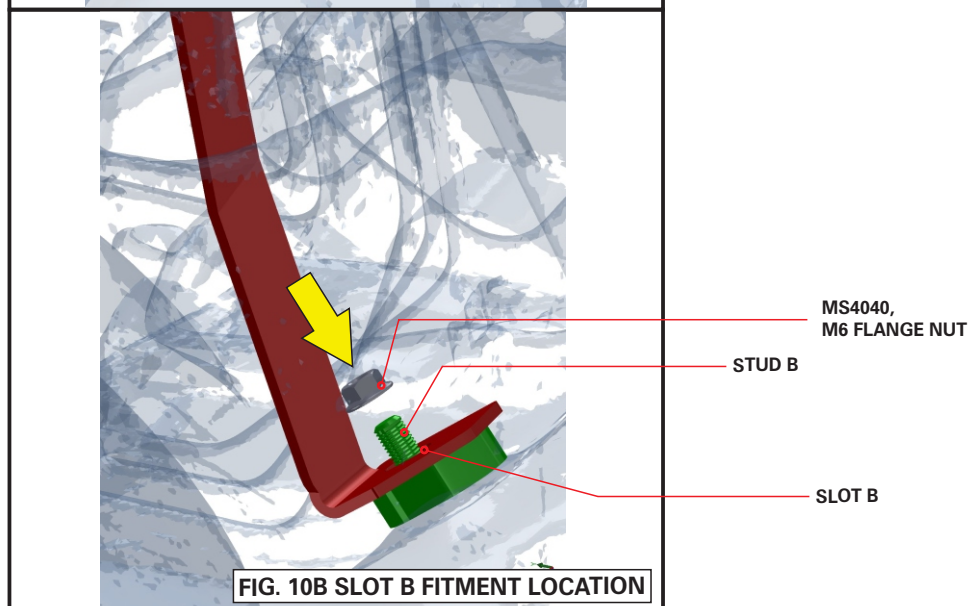 MS4040,
M6 FLANGE NUT
STUD B
SLOT B
FIG. 10B SLOT B FITMENT LOCATION